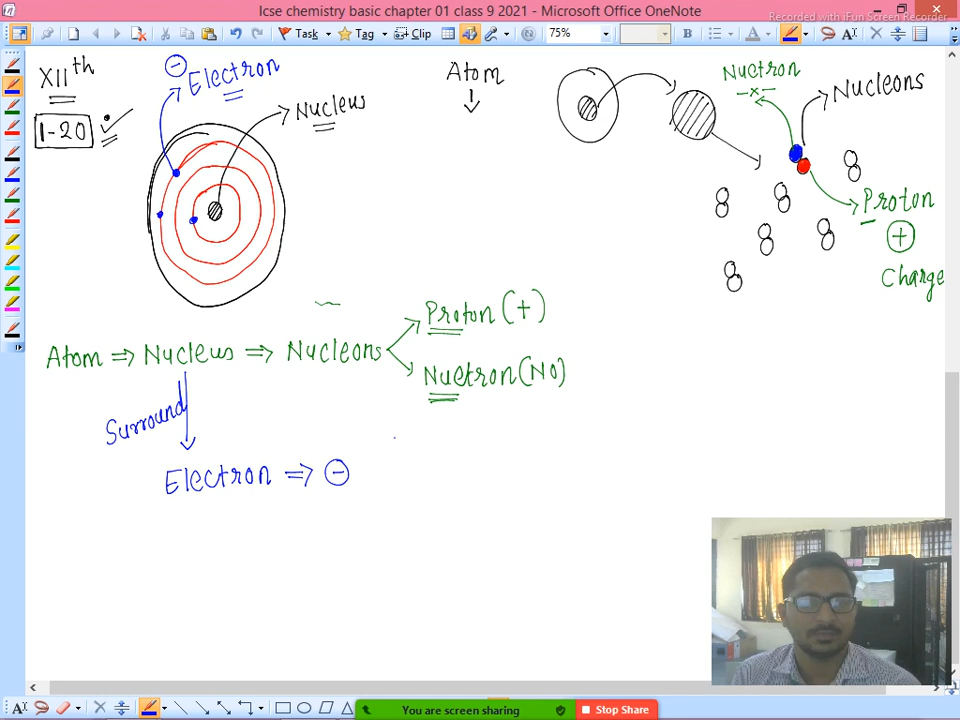 Icse chemistry basic chapter 01 class 9 2021 - Microsoft Office OneNote
Recorded with iFun Screen Recorder
Task
Tag
Clip
75%
B
XIIth
1-20
Electron
Nucleus
Atom
Nuctron
-x-
Nucleons
Proton
+
Charge
Atom ⇒ Nucleus ⇒ Nucleons
Proton (+)
Nuctron (NO)
Surround
Electron ⇒ -
You are screen sharing
Stop Share